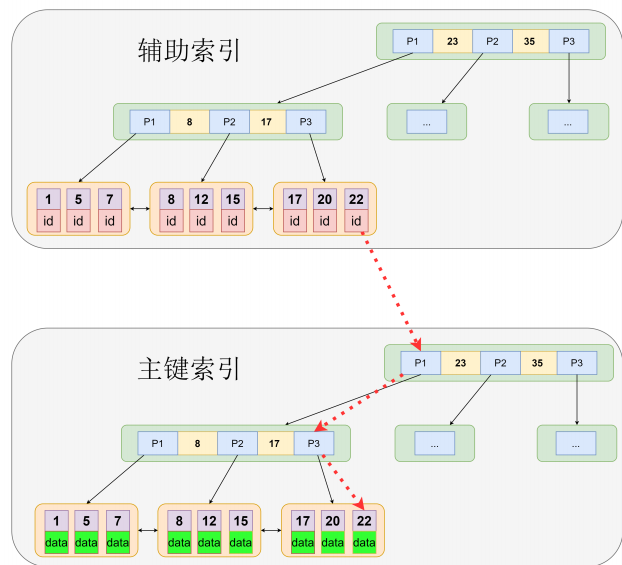 辅助索引
P1 23 P2 35 P3
P1 8 P2 17 P3
... ...
1 5 7 8 12 15 17 20 22
id id id id id id id id id
主键索引
P1 23 P2 35 P3
P1 8 P2 17 P3
... ...
1 5 7 8 12 15 17 20 22
data data data data data data data data data